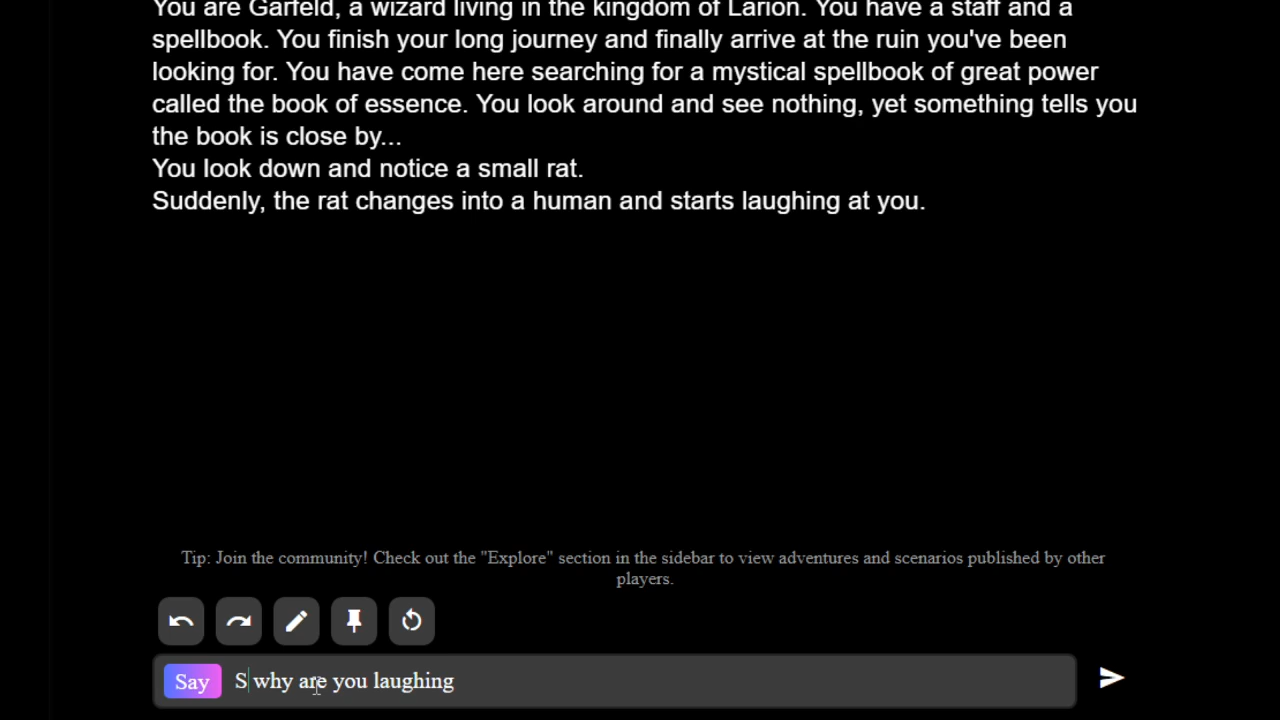 You are Garfeld, a wizard living in the kingdom of Larion. You have a staff and a
spellbook. You finish your long journey and finally arrive at the ruin you've been
looking for. You have come here searching for a mystical spellbook of great power
called the book of essence. You look around and see nothing, yet something tells you
the book is close by...
You look down and notice a small rat.
Suddenly, the rat changes into a human and starts laughing at you.
Tip: Join the community! Check out the "Explore" section in the sidebar to view adventures and scenarios published by other
players.
Say S why are you laughing